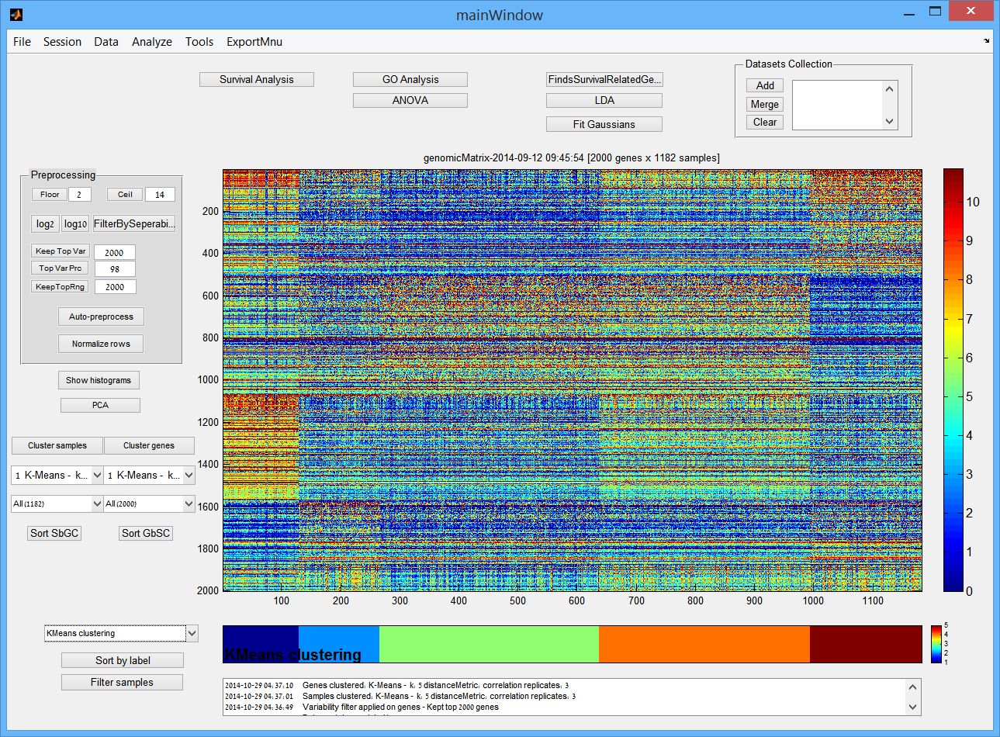 mainWindow
File Session Data Analyze Tools ExportMnu
Datasets Collection
Survival Analysis GO Analysis FindsSurvivalRelatedGe... Add
ANOVA LDA Merge
Fit Gaussians Clear
genomicMatrix-2014-09-12 09:45:54 [2000 genes x 1182 samples]
Preprocessing
Floor 2 Ceil 14
log2 log10 FilterBySeperabi...
Keep Top Var 2000
Top Var Prc 98
KeepTopRng 2000
Auto-preprocess
Normalize rows
Show histograms
PCA
Cluster samples Cluster genes
1 K-Means - k... 1 K-Means - k...
All (1182) All (2000)
Sort SbGC Sort GbSC
200
400
600
800
1000
1200
1400
1600
1800
2000
100 200 300 400 500 600 700 800 900 1000 1100
10
9
8
7
6
5
4
3
2
1
0
KMeans clustering
Sort by label
Filter samples
KMeans clustering
5
4
3
2
1
2014-10-29 04:37:10 Genes clustered: K-Means - k: 5 distanceMetric: correlation replicates: 3
2014-10-29 04:37:01 Samples clustered: K-Means - k: 5 distanceMetric: correlation replicates: 3
2014-10-29 04:36:49 Variability filter applied on genes - Kept top 2000 genes